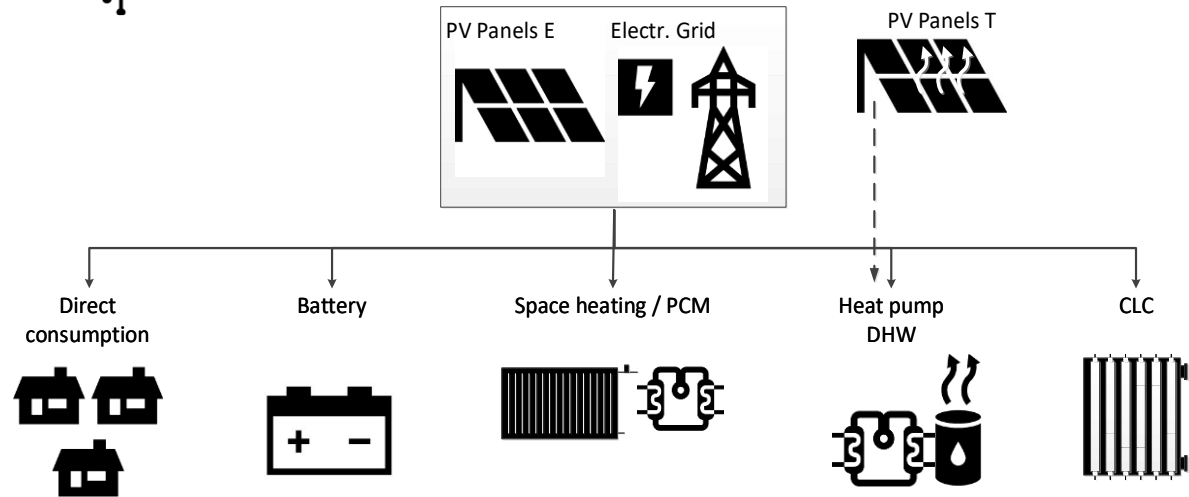 PV Panels E
Electr. Grid
PV Panels T
Direct
consumption
Battery
Space heating / PCM
Heat pump
DHW
CLC